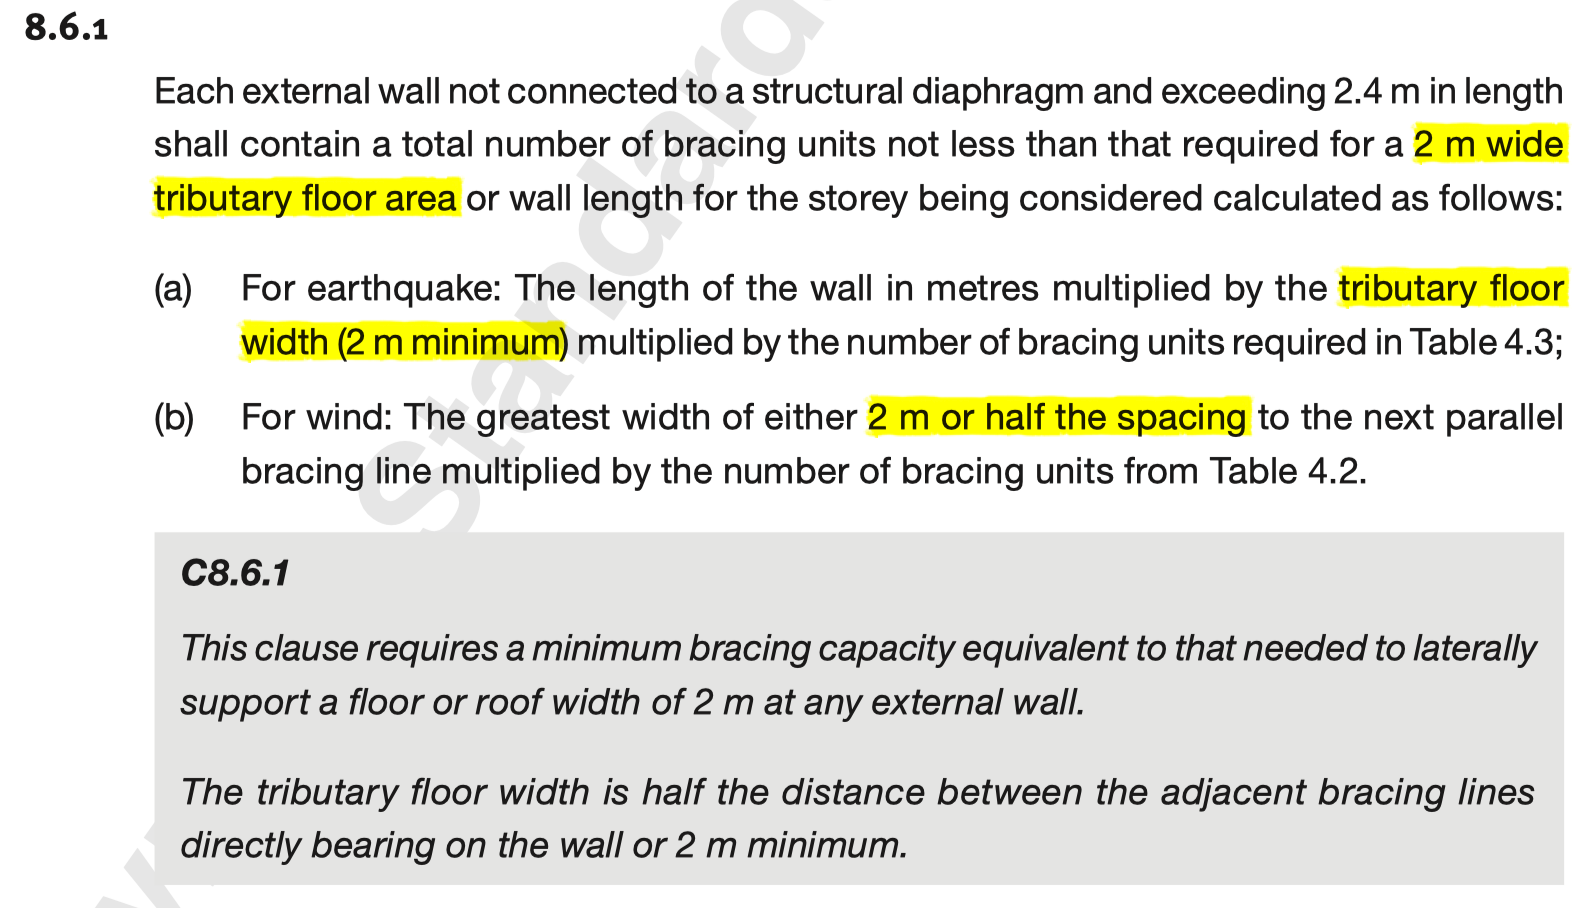 8.6.1
Each external wall not connected to a structural diaphragm and exceeding 2.4 m in length
shall contain a total number of bracing units not less than that required for a 2 m wide
tributary floor area or wall length for the storey being considered calculated as follows:
(a) For earthquake: The length of the wall in metres multiplied by the tributary floor
width (2 m minimum) multiplied by the number of bracing units required in Table 4.3;
(b) For wind: The greatest width of either 2 m or half the spacing to the next parallel
bracing line multiplied by the number of bracing units from Table 4.2.
C8.6.1
This clause requires a minimum bracing capacity equivalent to that needed to laterally
support a floor or roof width of 2 m at any external wall.
The tributary floor width is half the distance between the adjacent bracing lines
directly bearing on the wall or 2 m minimum.
Standard